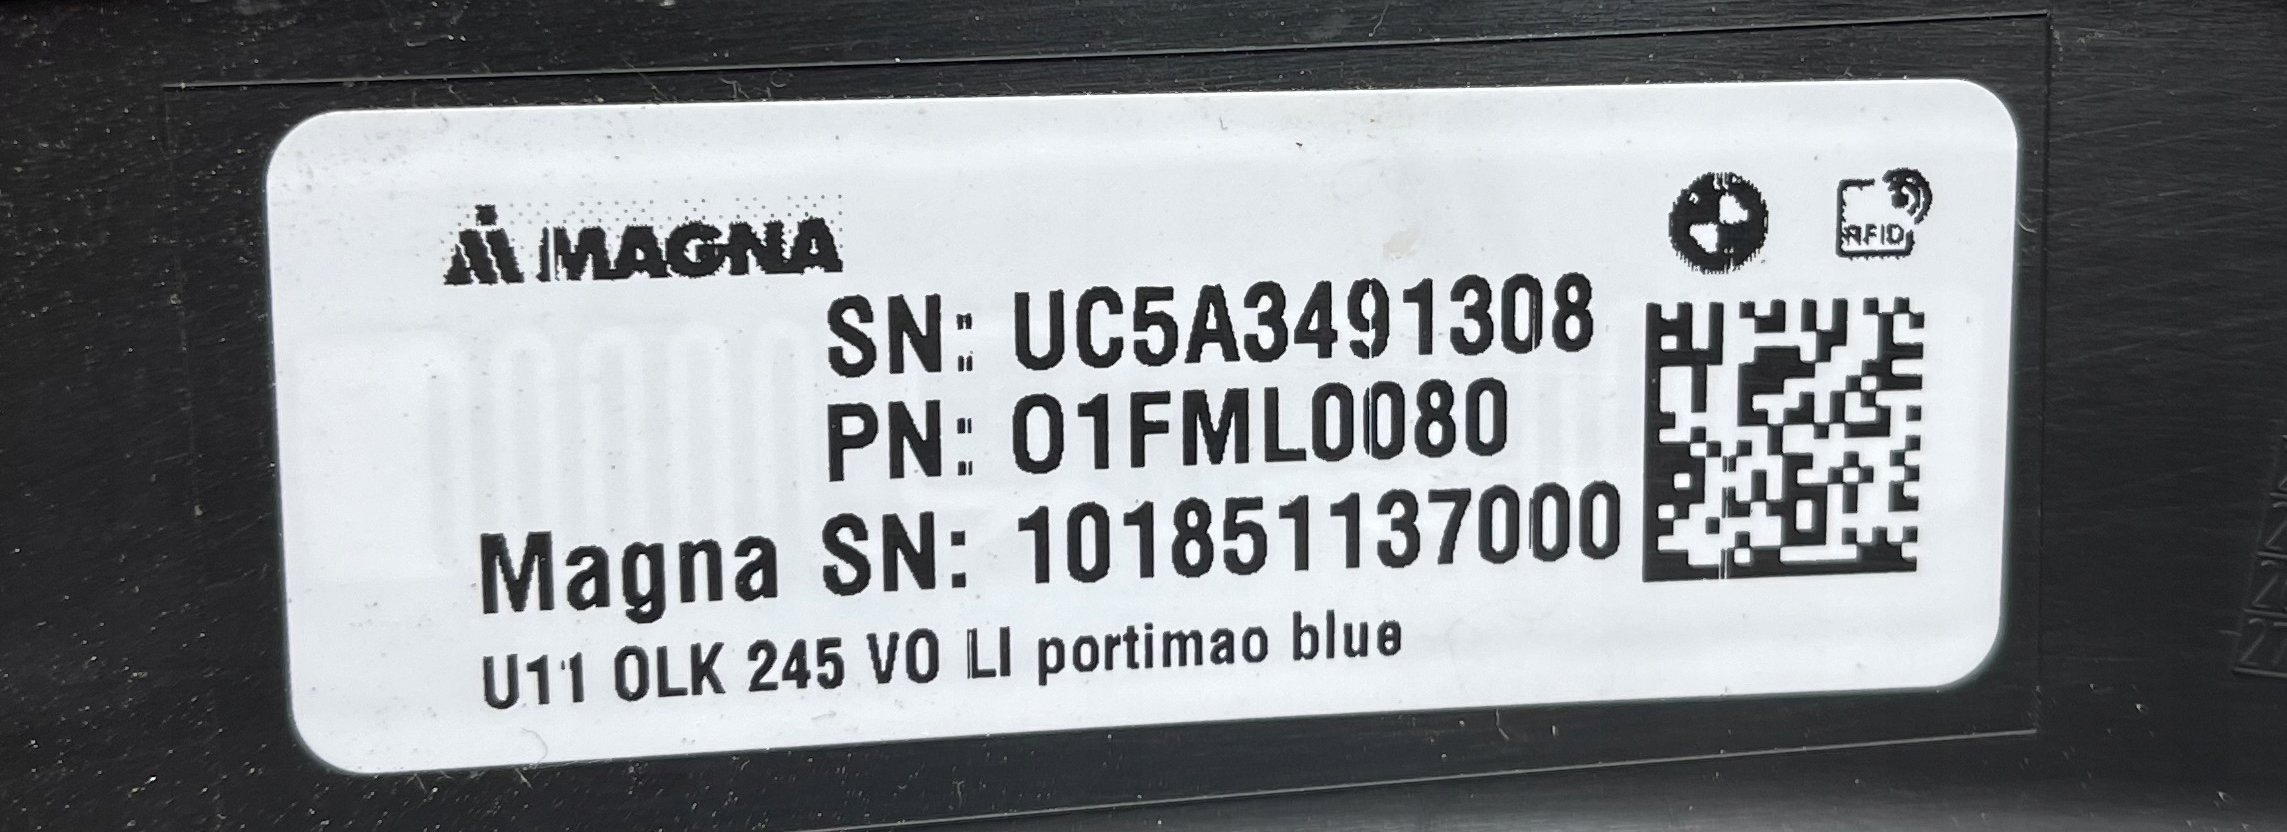 MAGNA
RFID
SN: UC5A3491308
PN: 01FML0080
Magna SN: 101851137000
U11 OLK 245 VO LI portimao blue